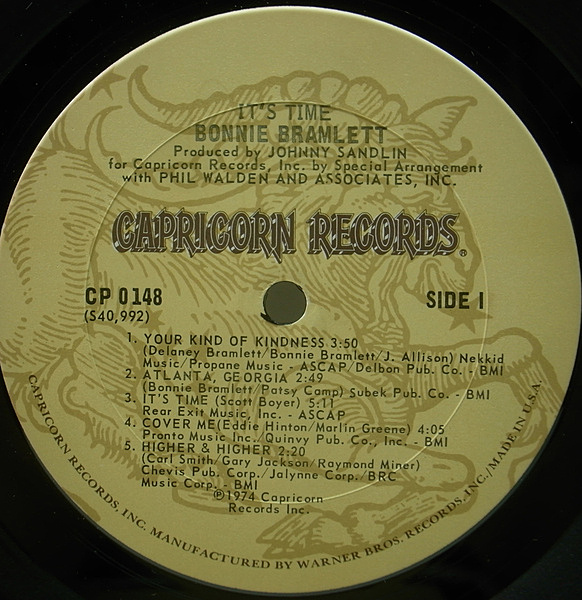 IT'S TIME
BONNIE BRAMLETT
Produced by JOHNNY SANDLIN
for Capricorn Records, Inc. by Special Arrangement
with PHIL WALDEN AND ASSOCIATES, INC.
CAPRICORN RECORDS®
CP 0148
(S40,992)
SIDE 1
1. YOUR KIND OF KINDNESS 3:50
(Delaney Bramlett/Bonnie Bramlett/J. Allison) Nekkid
Music/Propane Music - ASCAP/Delbon Pub. Co. - BMI
2. ATLANTA, GEORGIA 2:49
(Bonnie Bramlett/Patsy Camp) Subek Pub. Co. - BMI
3. IT'S TIME (Scott Boyer) 5:11
Rear Exit Music, Inc. - ASCAP
4. COVER ME(Eddie Hinton/Marlin Greene) 4:05
Pronto Music Inc./Quinvy Pub. Co., Inc. - BMI
5. HIGHER & HIGHER 2:20
(Carl Smith/Gary Jackson/Raymond Miner)
Chevis Pub. Corp./Jalynne Corp./BRC
Music Corp. - BMI
℗1974 Capricorn
Records Inc.
CAPRICORN RECORDS, INC. MANUFACTURED BY WARNER BROS. RECORDS, INC./MADE IN U.S.A.